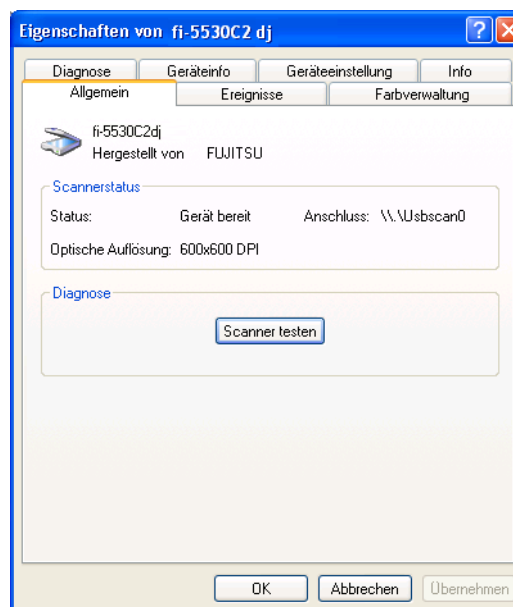 Eigenschaften von fi-5530C2 dj
Diagnose Geräteinfo Geräteeinstellung Info
Allgemein Ereignisse Farbverwaltung
fi-5530C2dj
Hergestellt von FUJITSU
Scannerstatus
Status: Gerät bereit Anschluss: \\.\Usbscan0
Optische Auflösung: 600x600 DPI
Diagnose
Scanner testen
OK Abbrechen Übernehmen